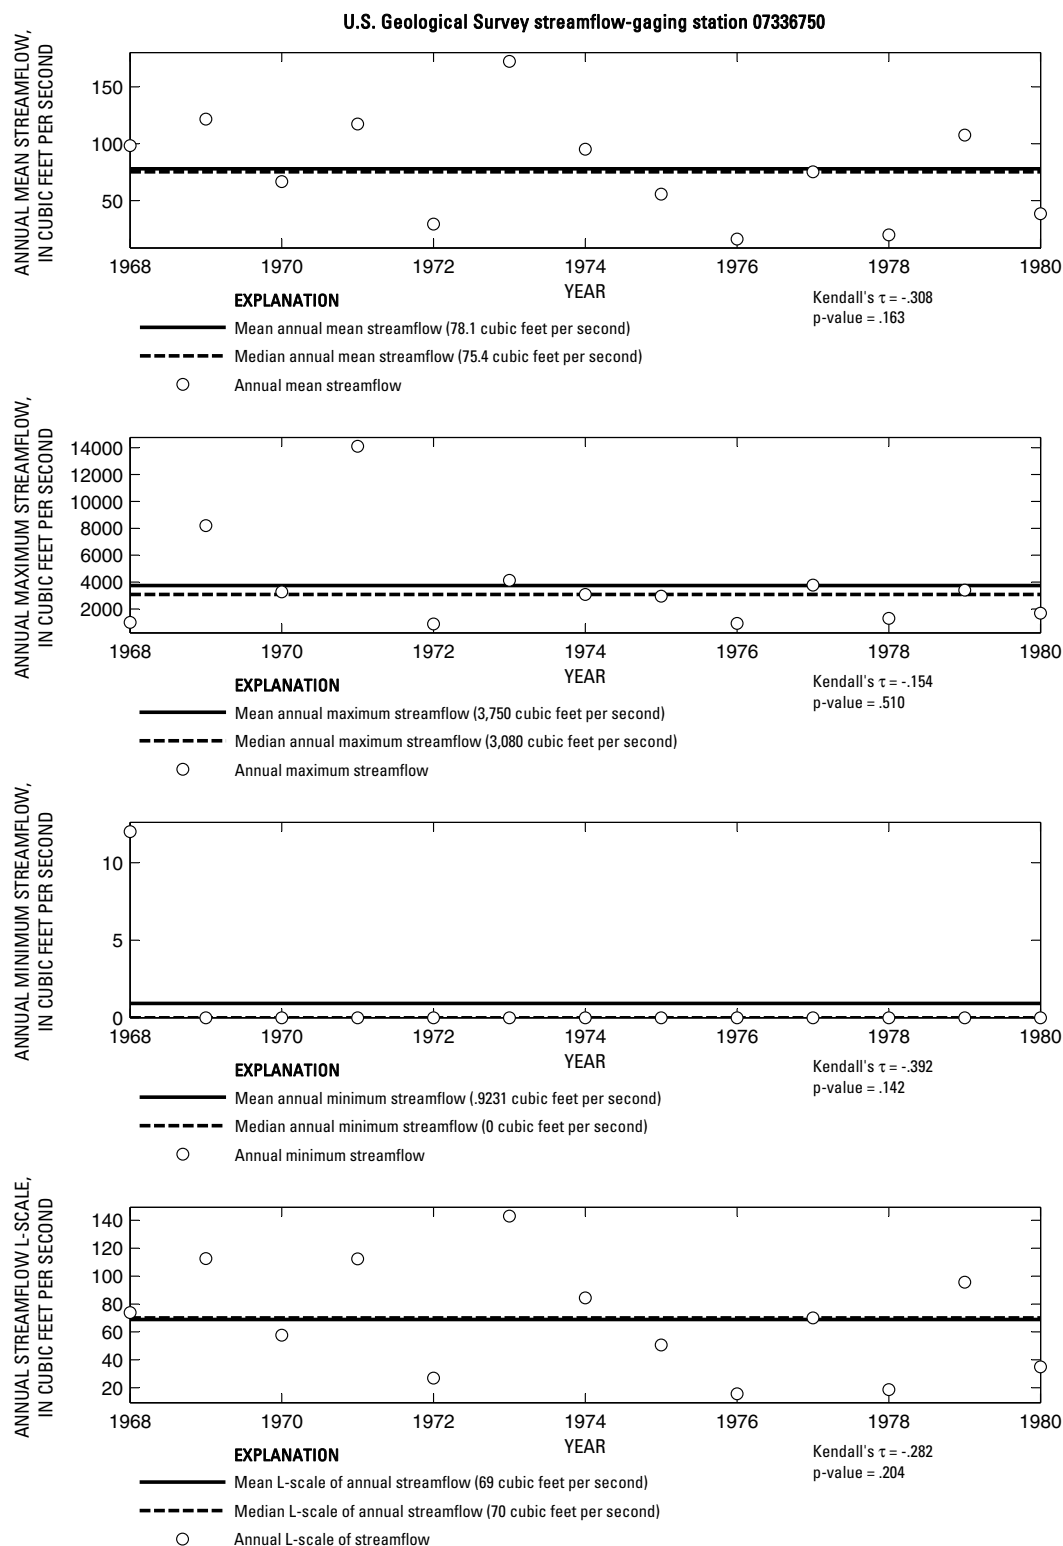 U.S. Geological Survey streamflow-gaging station 07336750
ANNUAL MEAN STREAMFLOW,
IN CUBIC FEET PER SECOND
150
100
50
1968 1970 1972 1974 1976 1978 1980
YEAR
Kendall's τ = -.308
p-value = .163
EXPLANATION
Mean annual mean streamflow (78.1 cubic feet per second)
Median annual mean streamflow (75.4 cubic feet per second)
Annual mean streamflow
ANNUAL MAXIMUM STREAMFLOW,
IN CUBIC FEET PER SECOND
14000
12000
10000
8000
6000
4000
2000
1968 1970 1972 1974 1976 1978 1980
YEAR
Kendall's τ = -.154
p-value = .510
EXPLANATION
Mean annual maximum streamflow (3,750 cubic feet per second)
Median annual maximum streamflow (3,080 cubic feet per second)
Annual maximum streamflow
ANNUAL MINIMUM STREAMFLOW,
IN CUBIC FEET PER SECOND
10
5
0
1968 1970 1972 1974 1976 1978 1980
YEAR
Kendall's τ = -.392
p-value = .142
EXPLANATION
Mean annual minimum streamflow (.9231 cubic feet per second)
Median annual minimum streamflow (0 cubic feet per second)
Annual minimum streamflow
ANNUAL STREAMFLOW L-SCALE,
IN CUBIC FEET PER SECOND
140
120
100
80
60
40
20
1968 1970 1972 1974 1976 1978 1980
YEAR
Kendall's τ = -.282
p-value = .204
EXPLANATION
Mean L-scale of annual streamflow (69 cubic feet per second)
Median L-scale of annual streamflow (70 cubic feet per second)
Annual L-scale of streamflow